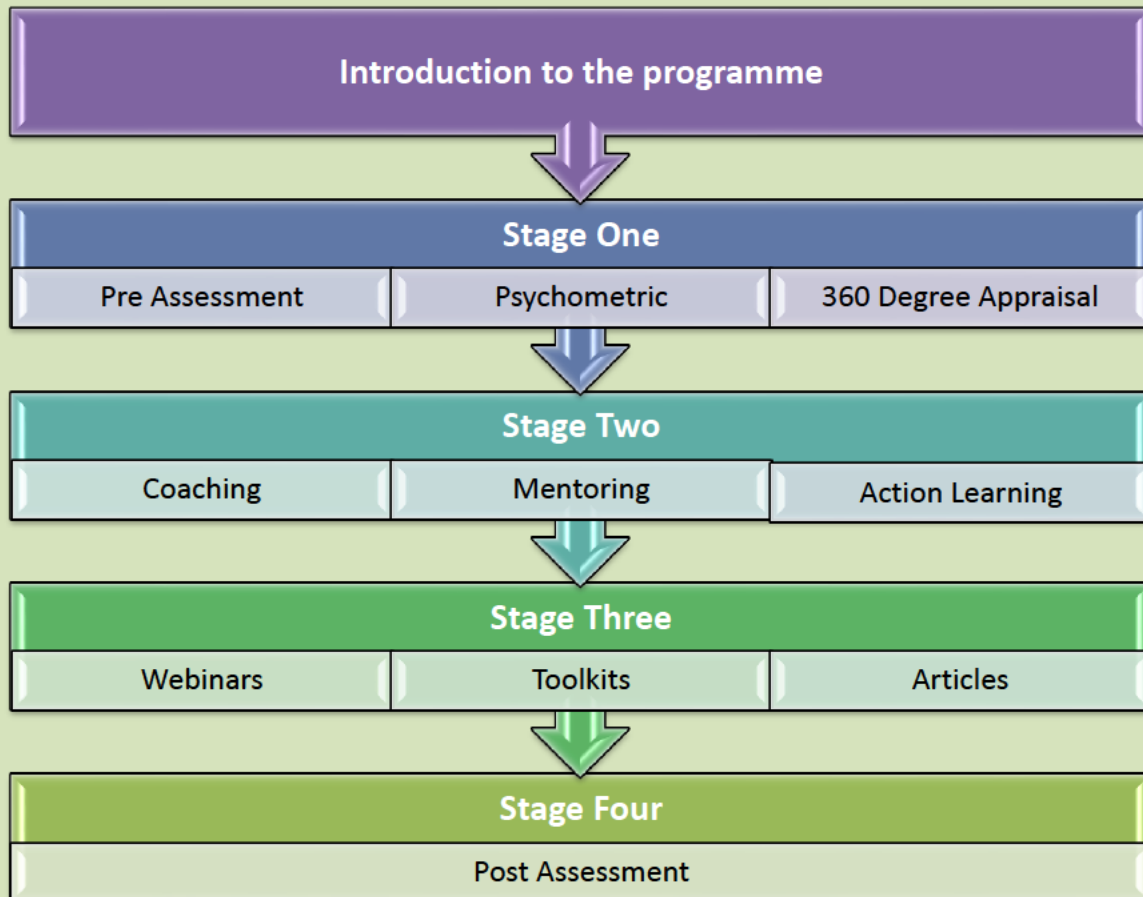 Introduction to the programme
Stage One
Pre Assessment
Psychometric
360 Degree Appraisal
Stage Two
Coaching
Mentoring
Action Learning
Stage Three
Webinars
Toolkits
Articles
Stage Four
Post Assessment